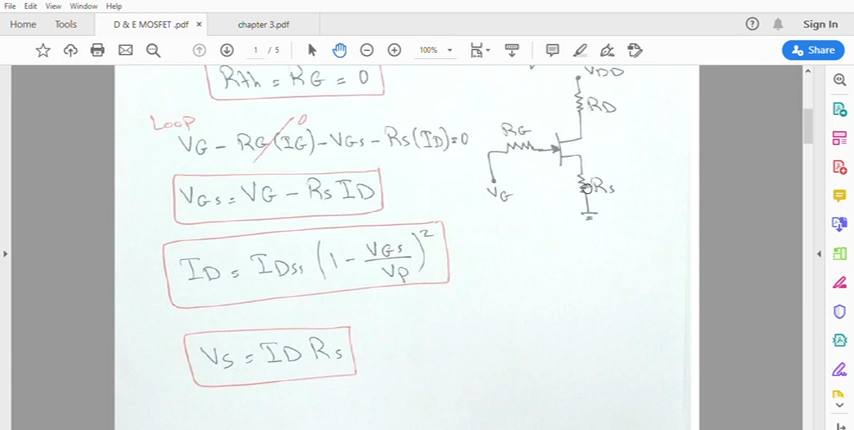 File Edit View Window Help
Home Tools D & E MOSFET .pdf × chapter 3.pdf Sign In
1 / 5 100% Share
Rth = RG = 0
LOOP
VG - RG(IG) 0 - VGS - RS(ID) = 0
VGS = VG - RS ID
ID = IDSS (1 - VGS/VP)²
VS = ID RS
VDD
RD
RG
VG
RS